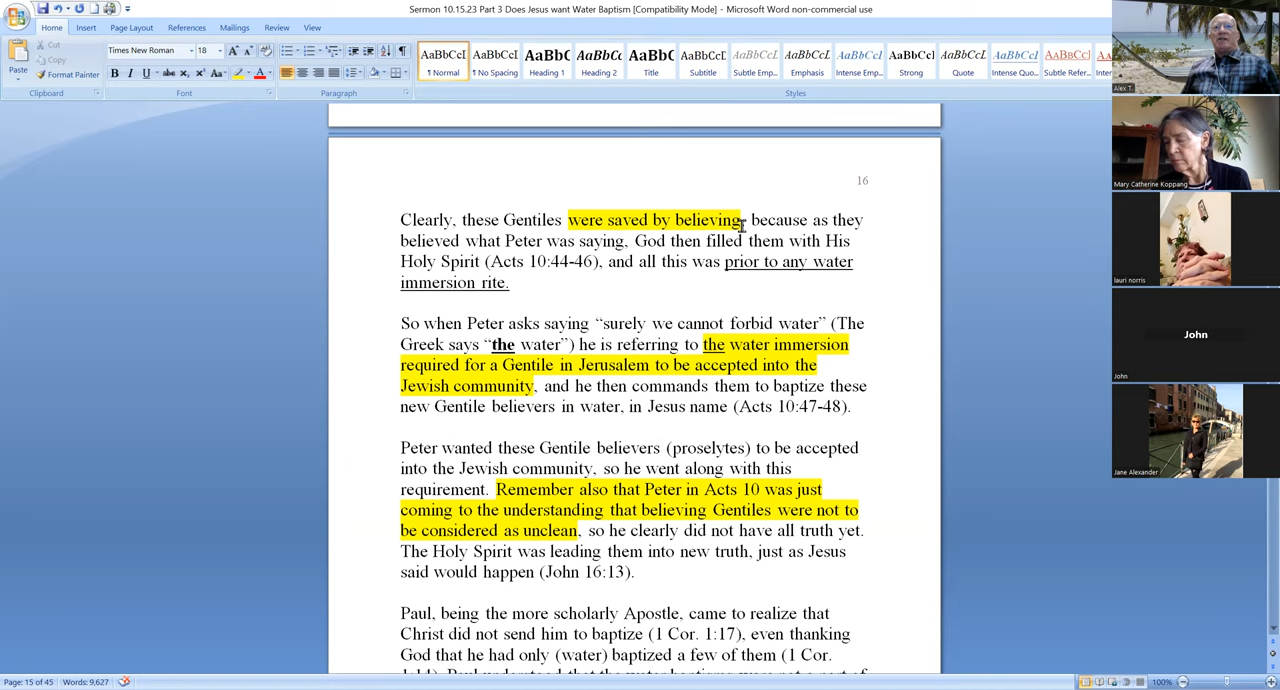 Sermon 10.15.23 Part 3 Does Jesus want Water Baptism [Compatibility Mode] - Microsoft Word non-commercial use
Home Insert Page Layout References Mailings Review View
Cut
Copy
Format Painter
Paste
Clipboard
Times New Roman 18
Font
Paragraph
AaBbCcI AaBbCcI AaBbC AaBbCc AaBbC AaBbCcI AaBbCcL AaBbCcI AaBbCcI AaBbCcI AaBbCcL AaBbCcI AaBbCcI
¶ Normal ¶ No Spacing Heading 1 Heading 2 Title Subtitle Subtle Emp... Emphasis Intense Emp... Strong Quote Intense Quo... Subtle Refer...
Styles
16
Clearly, these Gentiles were saved by believing, because as they
believed what Peter was saying, God then filled them with His
Holy Spirit (Acts 10:44-46), and all this was prior to any water
immersion rite.
So when Peter asks saying “surely we cannot forbid water” (The
Greek says “the water”) he is referring to the water immersion
required for a Gentile in Jerusalem to be accepted into the
Jewish community, and he then commands them to baptize these
new Gentile believers in water, in Jesus name (Acts 10:47-48).
Peter wanted these Gentile believers (proselytes) to be accepted
into the Jewish community, so he went along with this
requirement. Remember also that Peter in Acts 10 was just
coming to the understanding that believing Gentiles were not to
be considered as unclean, so he clearly did not have all truth yet.
The Holy Spirit was leading them into new truth, just as Jesus
said would happen (John 16:13).
Paul, being the more scholarly Apostle, came to realize that
Christ did not send him to baptize (1 Cor. 1:17), even thanking
God that he had only (water) baptized a few of them (1 Cor.
Page: 15 of 45 Words: 9,627
100%
Alex T.
Mary Catherine Koppang
lauri norris
John
John
Jane Alexander